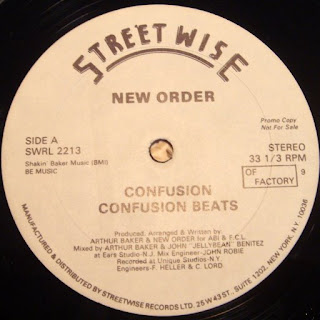 STREET WISE
NEW ORDER
SIDE A
SWRL 2213
Shakin' Baker Music (BMI)
BE MUSIC
Promo Copy
Not For Sale
STEREO
33 1/3 RPM
OF
FACTORY
9
CONFUSION
CONFUSION BEATS
Produced, Arranged & Written by
ARTHUR BAKER & NEW ORDER for ABI & F.C.L.
Mixed by ARTHUR BAKER & JOHN "JELLYBEAN" BENITEZ
at Ears Studio-N.J. Mix Engineer-JOHN ROBIE
Recorded at Unique Studios-N.Y.
Engineers-F. HELLER & C. LORD
MANUFACTURED & DISTRIBUTED BY STREETWISE RECORDS LTD. 25 W 43 ST., SUITE 1202, NEW YORK, N.Y. 10036